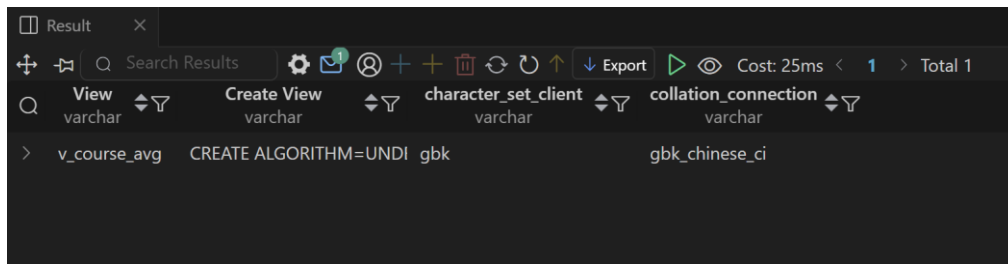 Result
Search Results 1 Export Cost: 25ms 1 Total 1
View Create View character_set_client collation_connection
varchar varchar varchar varchar
v_course_avg CREATE ALGORITHM=UNDI gbk gbk_chinese_ci